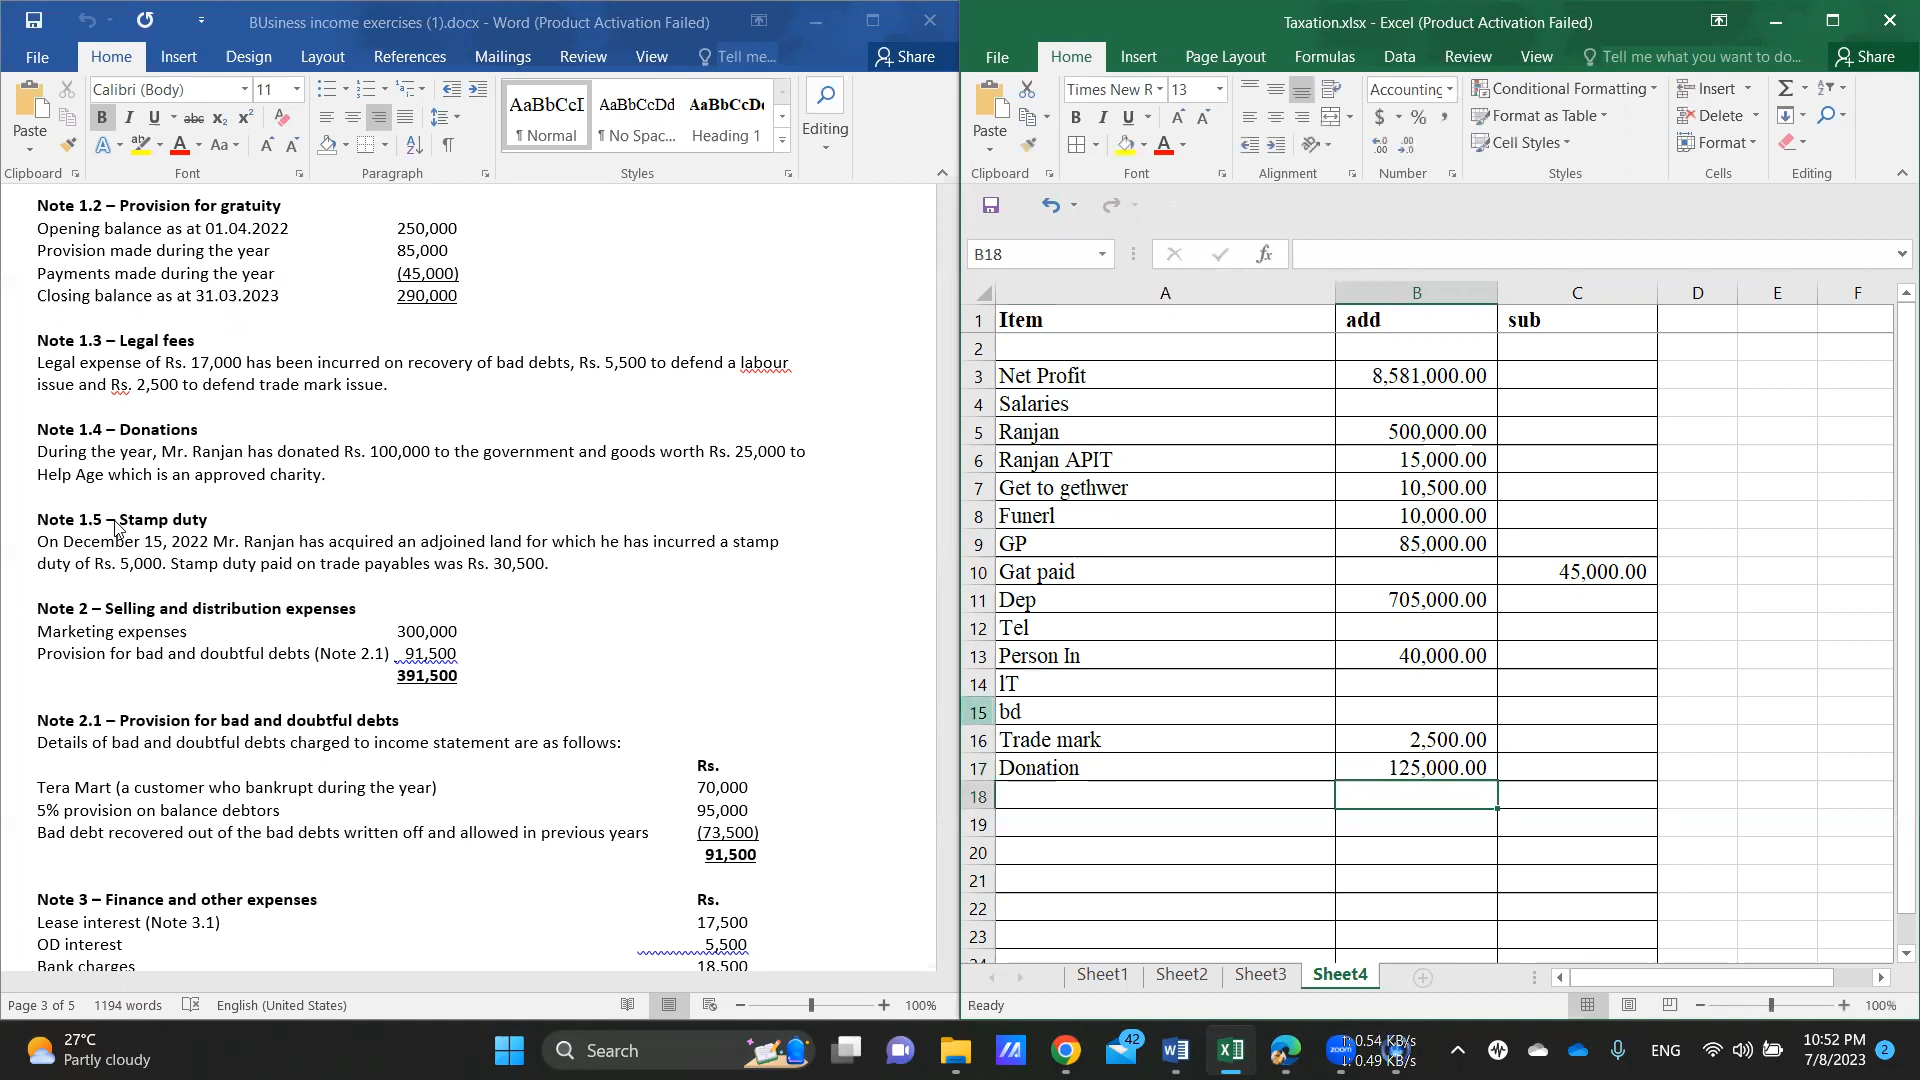 BUsiness income exercises (1).docx - Word (Product Activation Failed)
File Home Insert Design Layout References Mailings Review View Tell me... Share
Calibri (Body) 11
Paste
AaBbCcI AaBbCcDd AaBbCcDc
¶ Normal ¶ No Spac... Heading 1
Editing
Clipboard Font Paragraph Styles
Note 1.2 – Provision for gratuity
Opening balance as at 01.04.2022 250,000
Provision made during the year 85,000
Payments made during the year (45,000)
Closing balance as at 31.03.2023 290,000
Note 1.3 – Legal fees
Legal expense of Rs. 17,000 has been incurred on recovery of bad debts, Rs. 5,500 to defend a labour
issue and Rs. 2,500 to defend trade mark issue.
Note 1.4 – Donations
During the year, Mr. Ranjan has donated Rs. 100,000 to the government and goods worth Rs. 25,000 to
Help Age which is an approved charity.
Note 1.5 – Stamp duty
On December 15, 2022 Mr. Ranjan has acquired an adjoined land for which he has incurred a stamp
duty of Rs. 5,000. Stamp duty paid on trade payables was Rs. 30,500.
Note 2 – Selling and distribution expenses
Marketing expenses 300,000
Provision for bad and doubtful debts (Note 2.1) 91,500
391,500
Note 2.1 – Provision for bad and doubtful debts
Details of bad and doubtful debts charged to income statement are as follows:
Rs.
Tera Mart (a customer who bankrupt during the year) 70,000
5% provision on balance debtors 95,000
Bad debt recovered out of the bad debts written off and allowed in previous years (73,500)
91,500
Note 3 – Finance and other expenses Rs.
Lease interest (Note 3.1) 17,500
OD interest 5,500
Bank charges 18,500
Page 3 of 5 1194 words English (United States) 100%
Taxation.xlsx - Excel (Product Activation Failed)
File Home Insert Page Layout Formulas Data Review View Tell me what you want to do... Share
Times New R 13 Accounting
Paste
Conditional Formatting
Format as Table
Cell Styles
Insert
Delete
Format
Clipboard Font Alignment Number Styles Cells Editing
B18 fx
A B C D E F
1 Item add sub
2
3 Net Profit 8,581,000.00
4 Salaries
5 Ranjan 500,000.00
6 Ranjan APIT 15,000.00
7 Get to gethwer 10,500.00
8 Funerl 10,000.00
9 GP 85,000.00
10 Gat paid 45,000.00
11 Dep 705,000.00
12 Tel
13 Person In 40,000.00
14 lT
15 bd
16 Trade mark 2,500.00
17 Donation 125,000.00
18
19
20
21
22
23
24
Sheet1 Sheet2 Sheet3 Sheet4
Ready 100%
27°C
Partly cloudy
Search
42
zoom
0.54 KB/s
0.49 KB/s
ENG
10:52 PM
7/8/2023
2